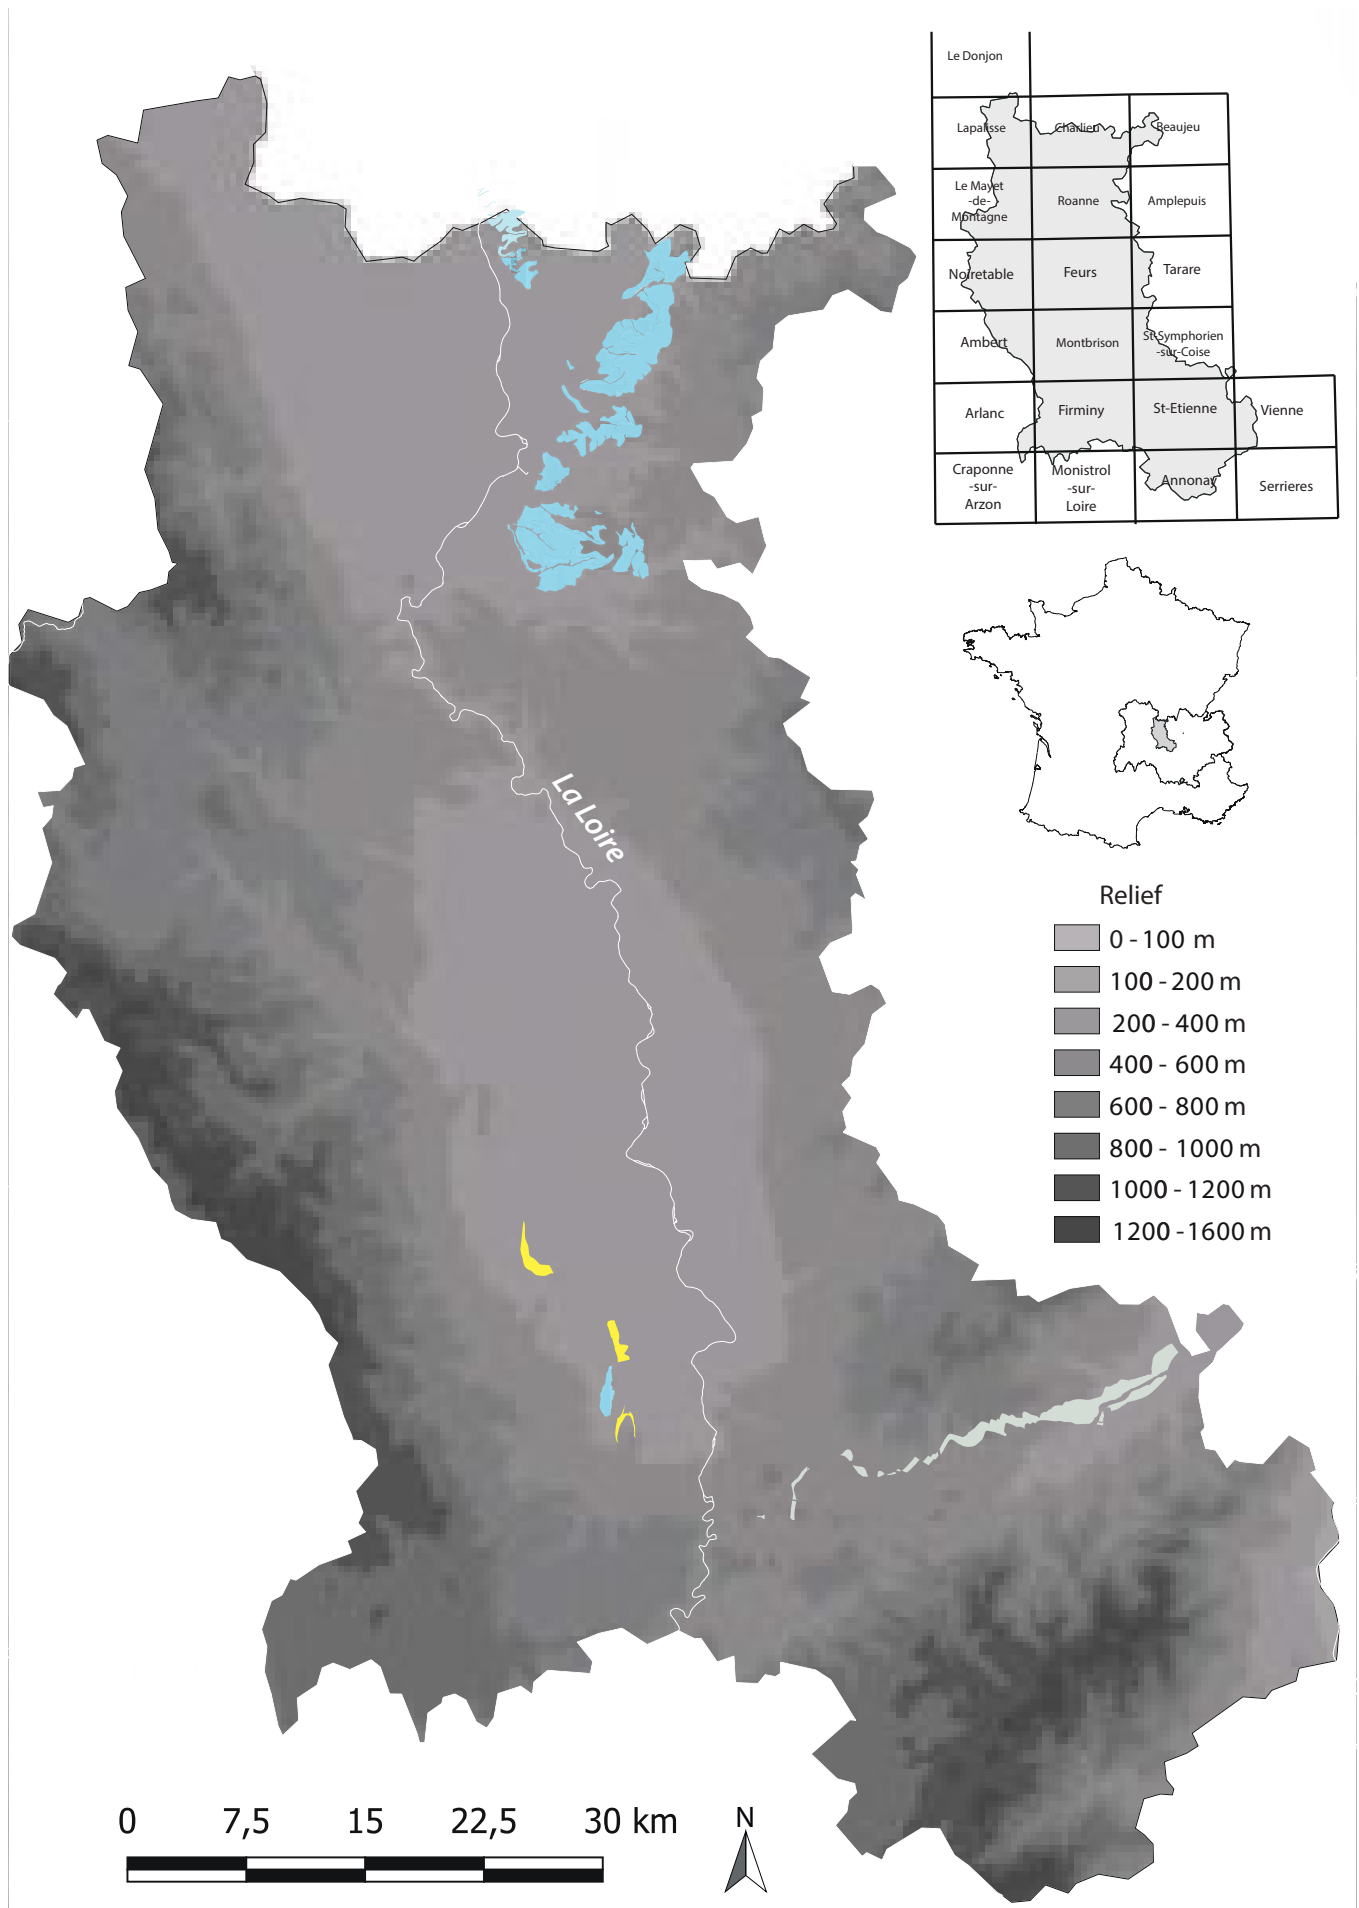 Le Donjon
Lapalisse
Charlieu
Beaujeu
Le Mayet
-de-
Montagne
Roanne
Amplepuis
Noiretable
Feurs
Tarare
Ambert
Montbrison
St-Symphorien
-sur-Coise
Arlanc
Firminy
St-Etienne
Vienne
Craponne
-sur-
Arzon
Monistrol
-sur-
Loire
Annonay
Serrieres
La Loire
Relief
0 - 100 m
100 - 200 m
200 - 400 m
400 - 600 m
600 - 800 m
800 - 1000 m
1000 - 1200 m
1200 - 1600 m
0 7,5 15 22,5 30 km
N